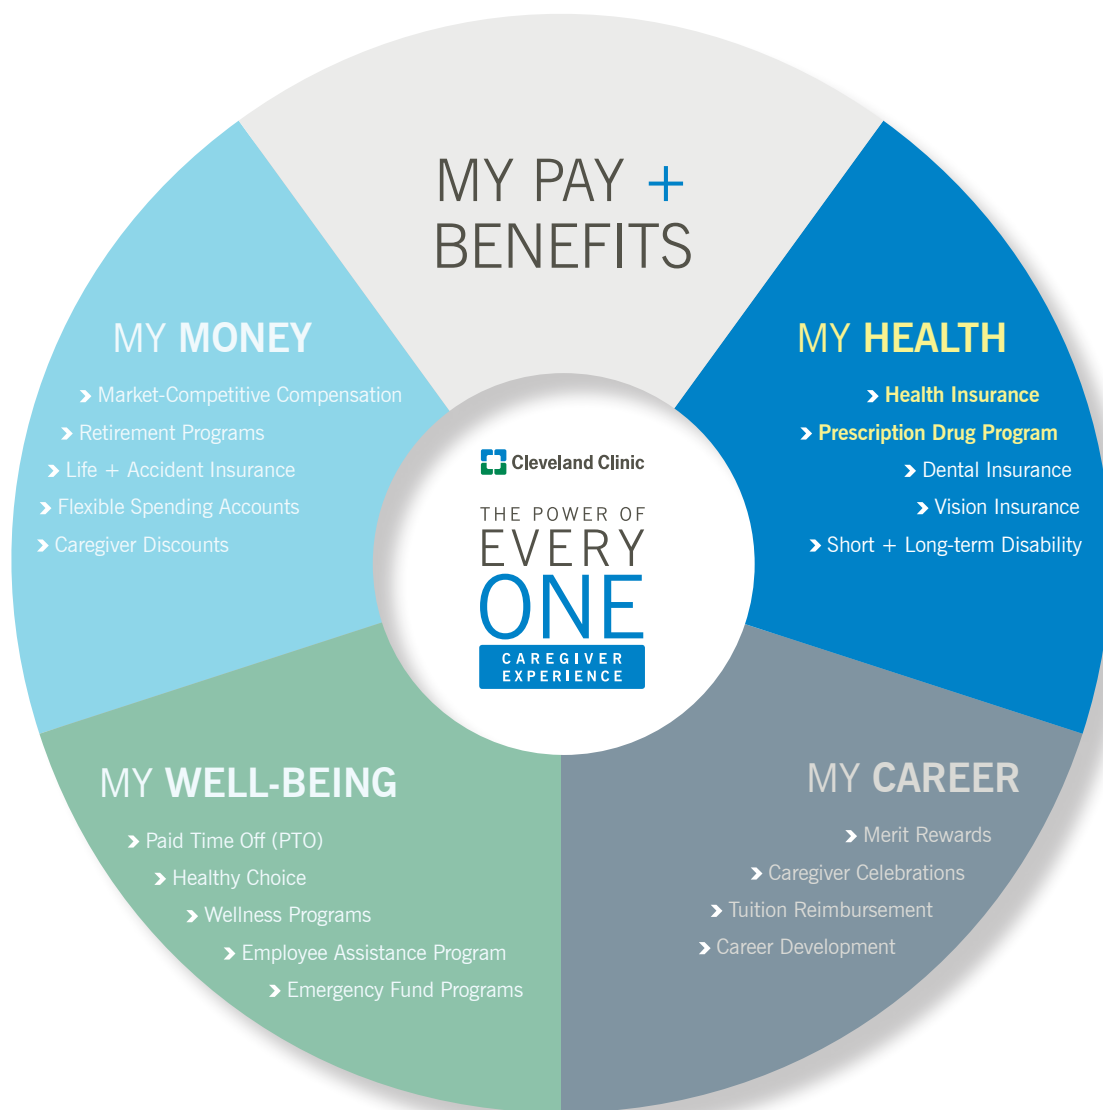 MY PAY +
BENEFITS
MY MONEY
› Market-Competitive Compensation
› Retirement Programs
› Life + Accident Insurance
› Flexible Spending Accounts
› Caregiver Discounts
MY HEALTH
› Health Insurance
› Prescription Drug Program
› Dental Insurance
› Vision Insurance
› Short + Long-term Disability
Cleveland Clinic
THE POWER OF
EVERY
ONE
CAREGIVER
EXPERIENCE
MY WELL-BEING
› Paid Time Off (PTO)
› Healthy Choice
› Wellness Programs
› Employee Assistance Program
› Emergency Fund Programs
MY CAREER
› Merit Rewards
› Caregiver Celebrations
› Tuition Reimbursement
› Career Development